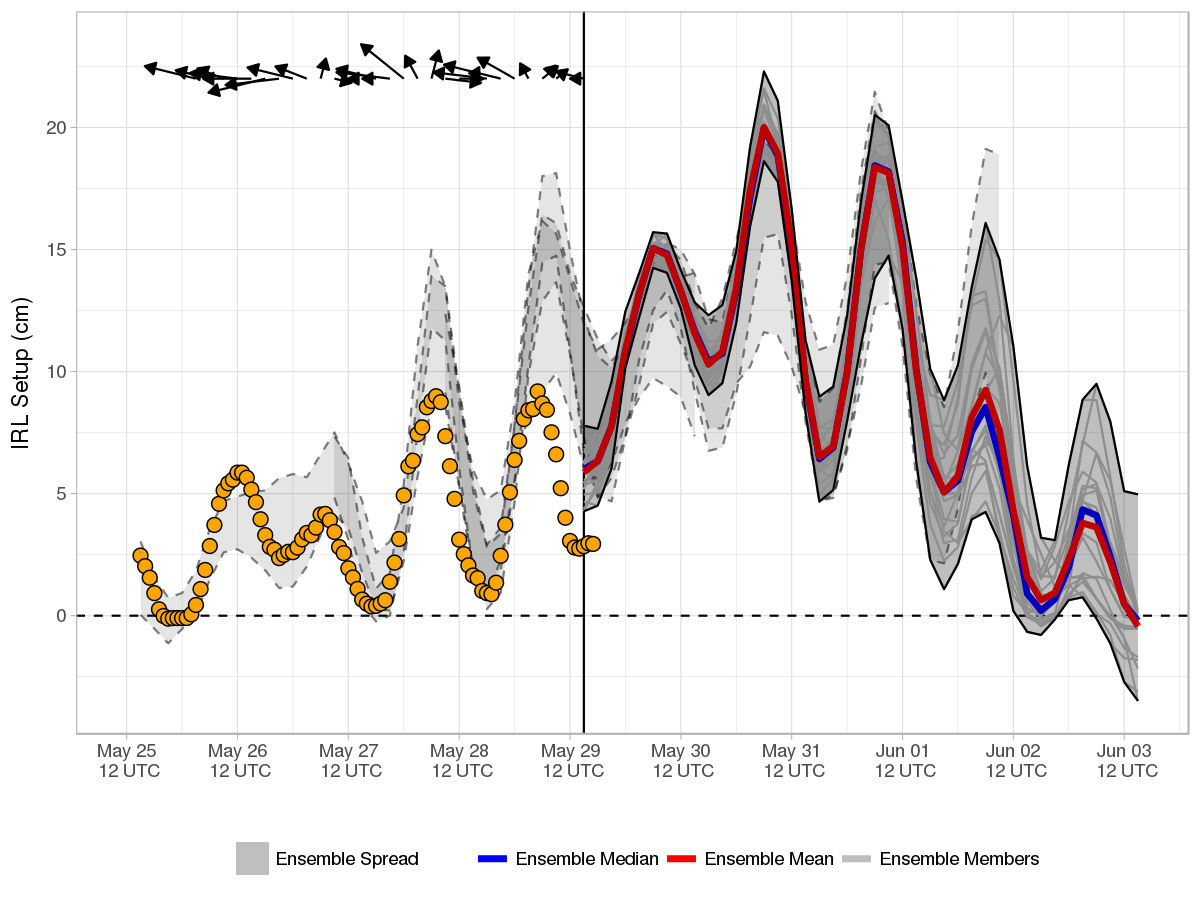 IRL Setup (cm)
20
15
10
5
0
May 25 May 26 May 27 May 28 May 29 May 30 May 31 Jun 01 Jun 02 Jun 03
12 UTC 12 UTC 12 UTC 12 UTC 12 UTC 12 UTC 12 UTC 12 UTC 12 UTC 12 UTC
Ensemble Spread Ensemble Median Ensemble Mean Ensemble Members